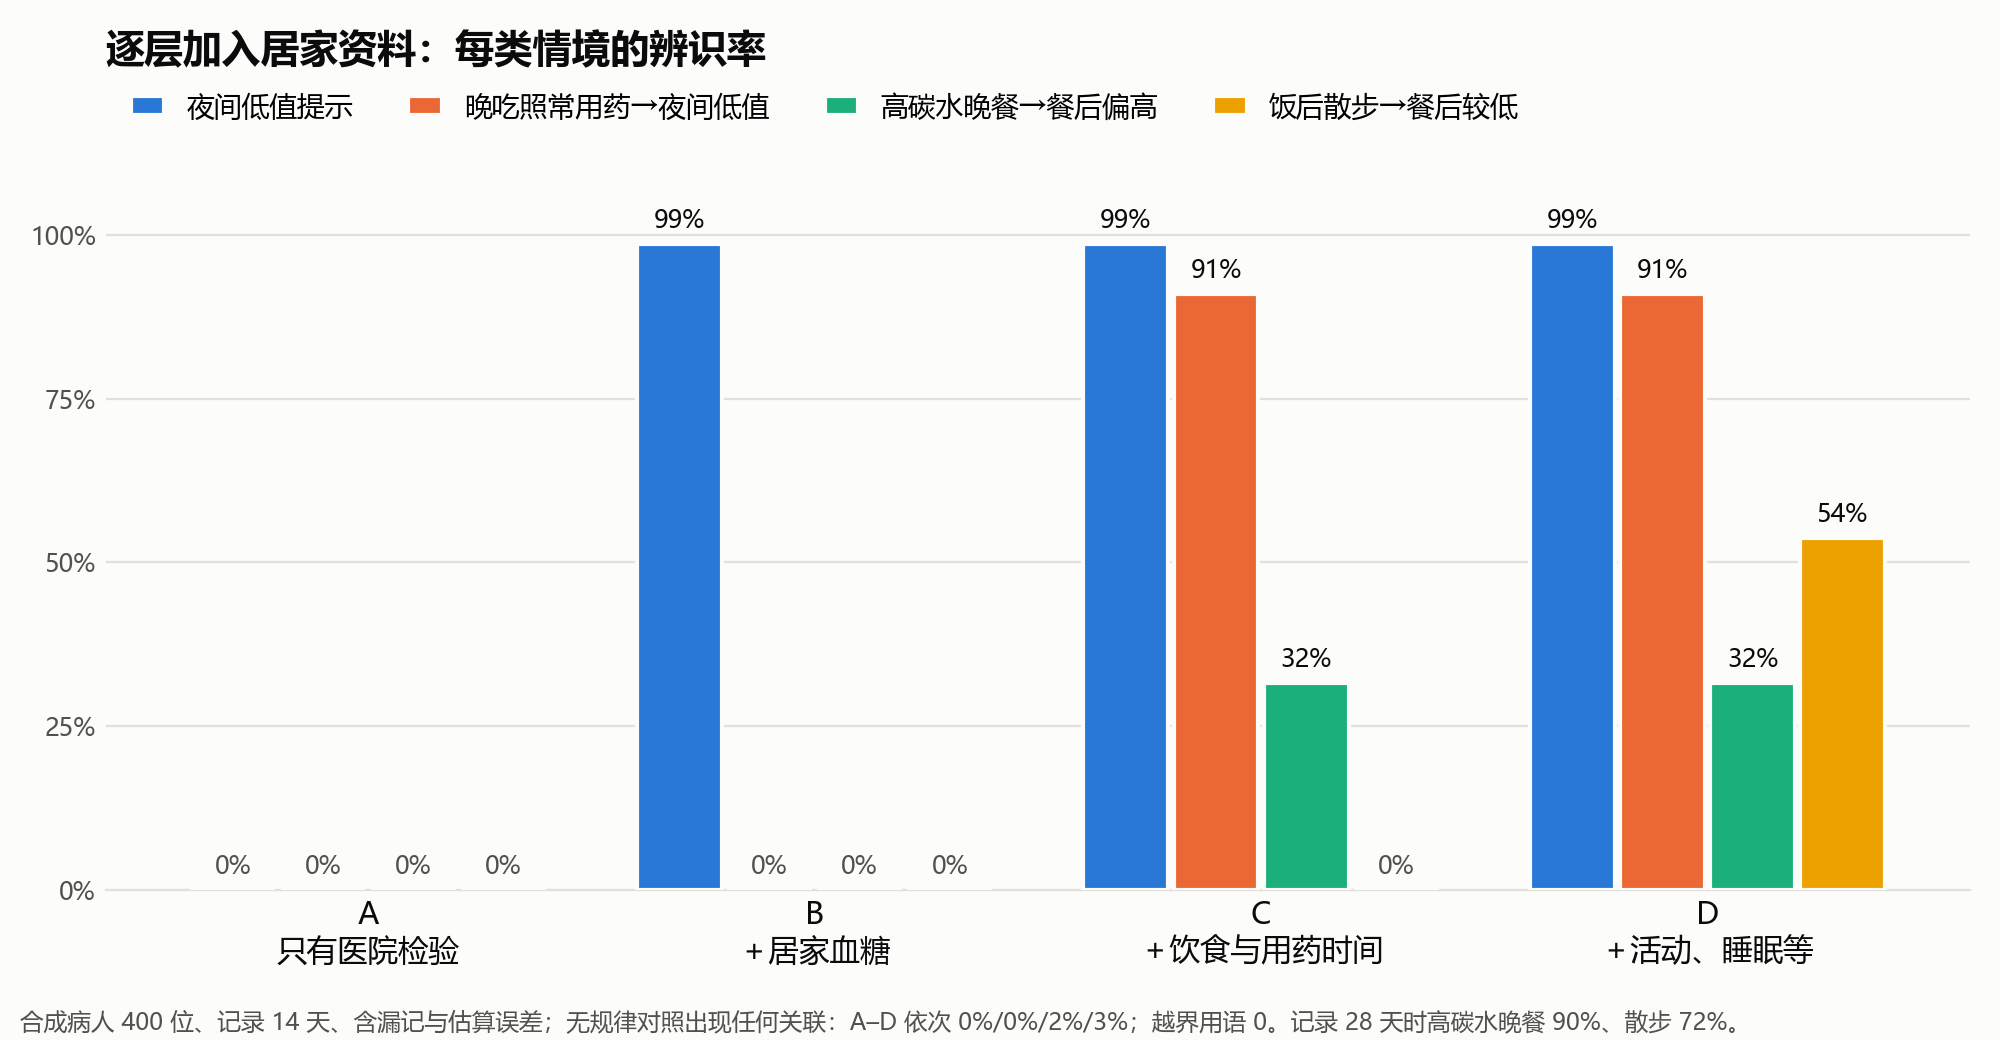 逐层加入居家资料：每类情境的辨识率
夜间低值提示 晚吃照常用药→夜间低值 高碳水晚餐→餐后偏高 饭后散步→餐后较低
99% 99% 99%
100%
91% 91%
75%
54%
50%
32% 32%
25%
0% 0% 0% 0% 0% 0% 0% 0%
0%
A B C D
只有医院检验 +居家血糖 +饮食与用药时间 +活动、睡眠等
合成病人 400 位、记录 14 天、含漏记与估算误差；无规律对照出现任何关联：A–D 依次 0%/0%/2%/3%；越界用语 0。记录 28 天时高碳水晚餐 90%、散步 72%。